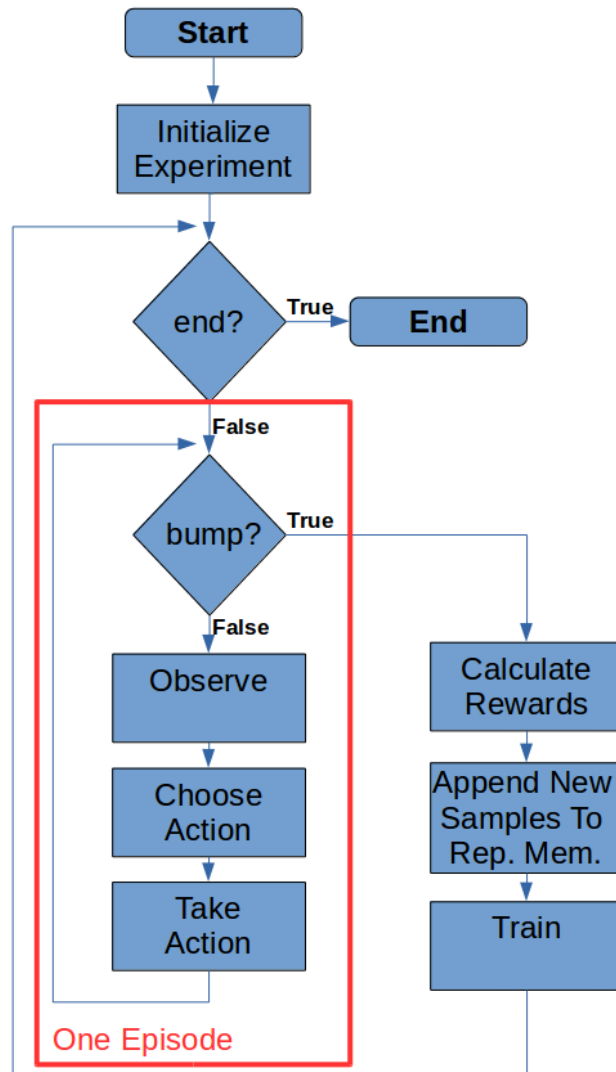 Start
Initialize
Experiment
end?
True
End
False
bump?
True
False
Observe
Calculate
Rewards
Choose
Action
Append New
Samples To
Rep. Mem.
Take
Action
Train
One Episode